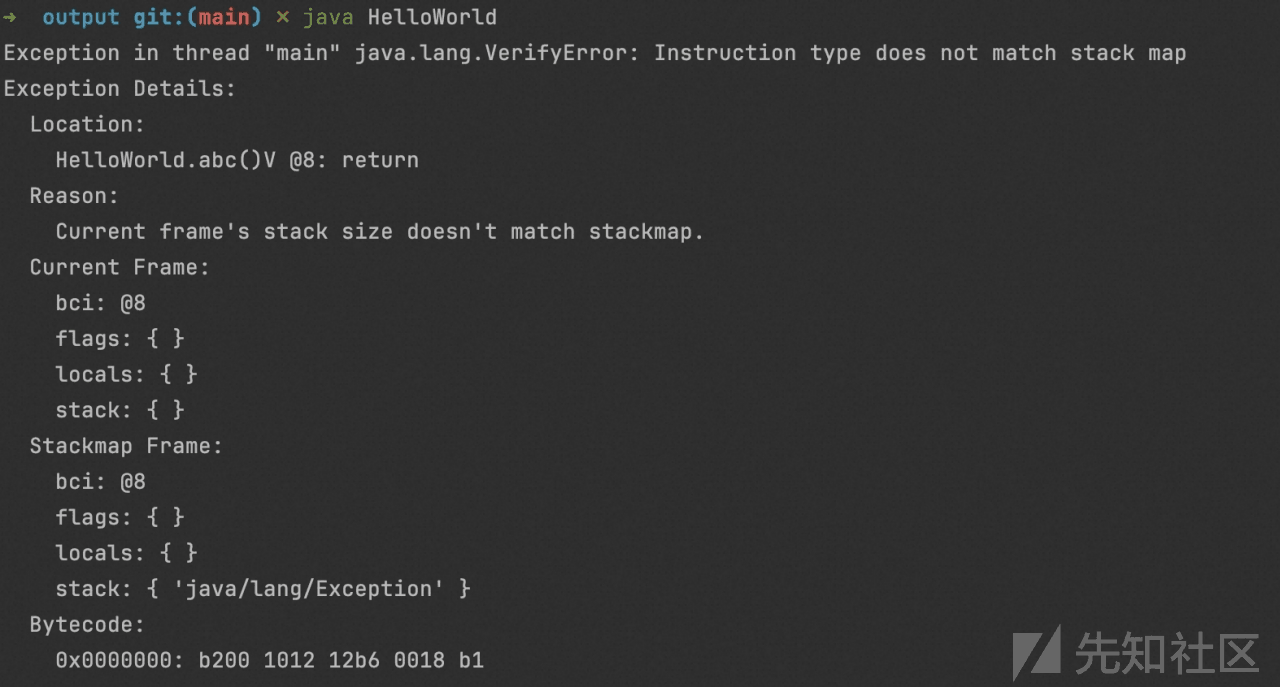 → output git:(main) × java HelloWorld
Exception in thread "main" java.lang.VerifyError: Instruction type does not match stack map
Exception Details:
  Location:
    HelloWorld.abc()V @8: return
  Reason:
    Current frame's stack size doesn't match stackmap.
  Current Frame:
    bci: @8
    flags: { }
    locals: { }
    stack: { }
  Stackmap Frame:
    bci: @8
    flags: { }
    locals: { }
    stack: { 'java/lang/Exception' }
  Bytecode:
    0x0000000: b200 1012 12b6 0018 b1
先知社区